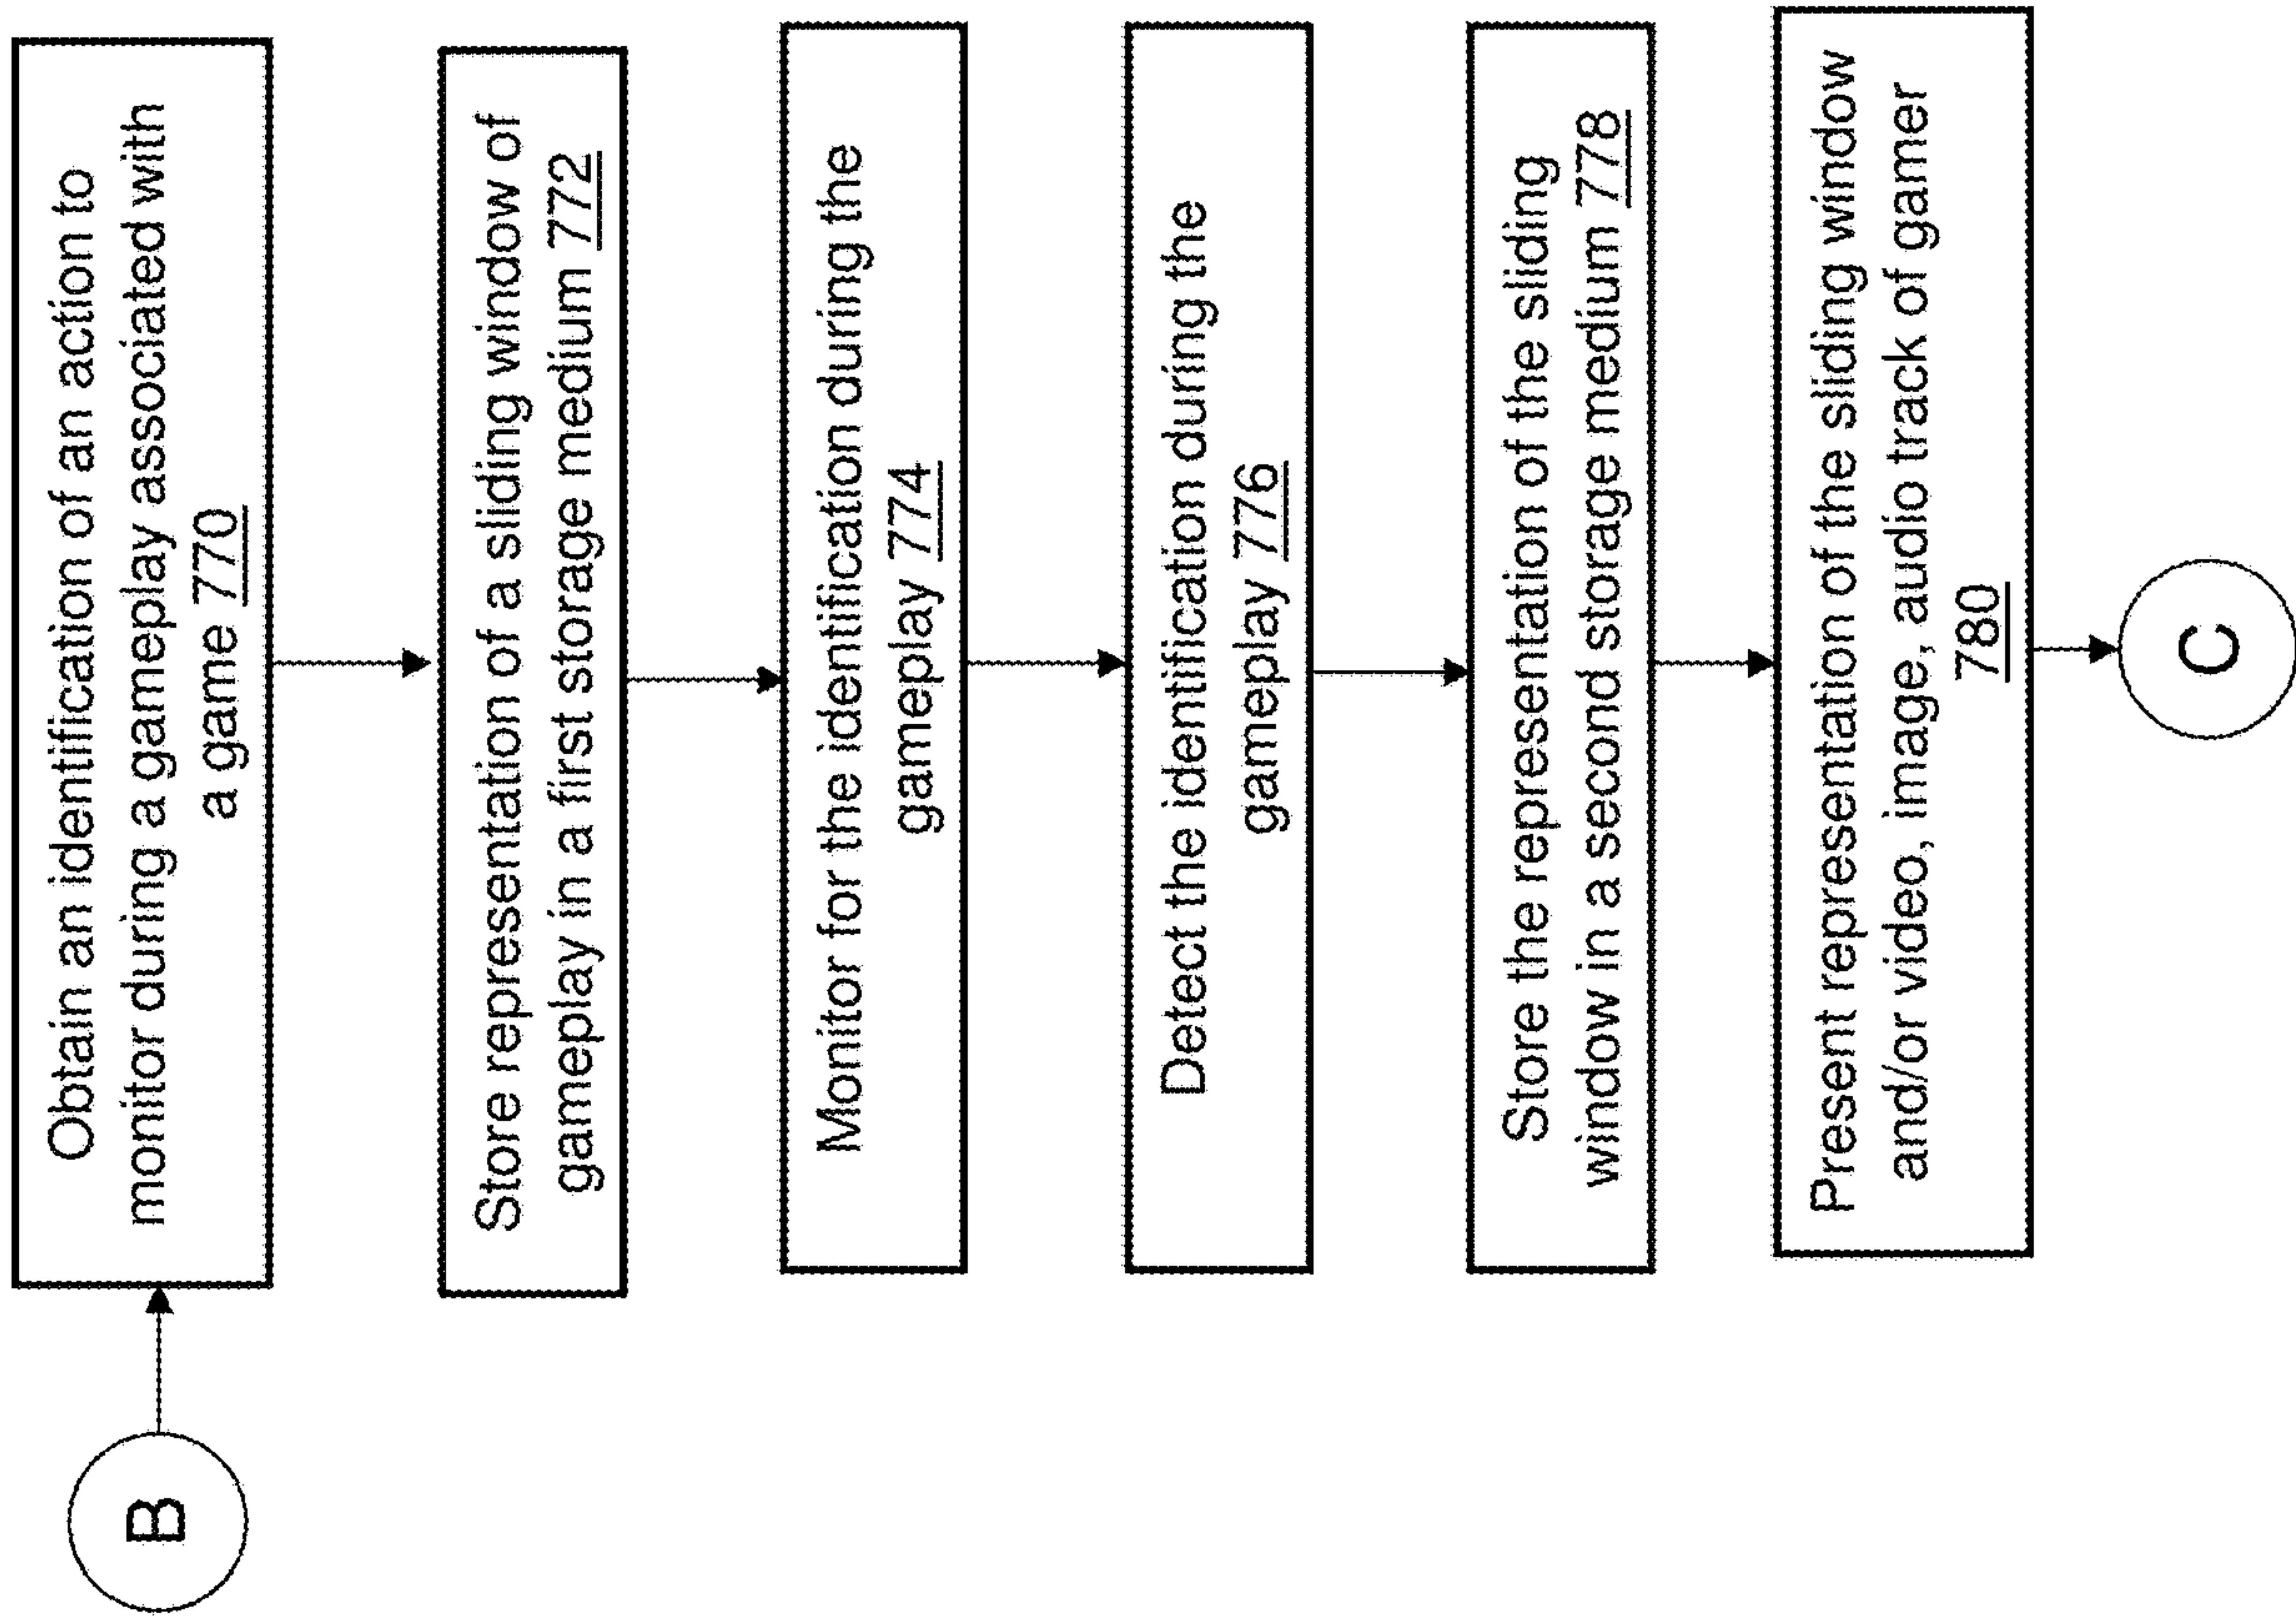 B
Obtain an identification of an action to
monitor during a gameplay associated with
a game 770
Store representation of a sliding window of
gameplay in a first storage medium 772
Monitor for the identification during the
gameplay 774
Detect the identification during the
gameplay 776
Store the representation of the sliding
window in a second storage medium 778
Present representation of the sliding window
and/or video, image, audio track of gamer
780
C